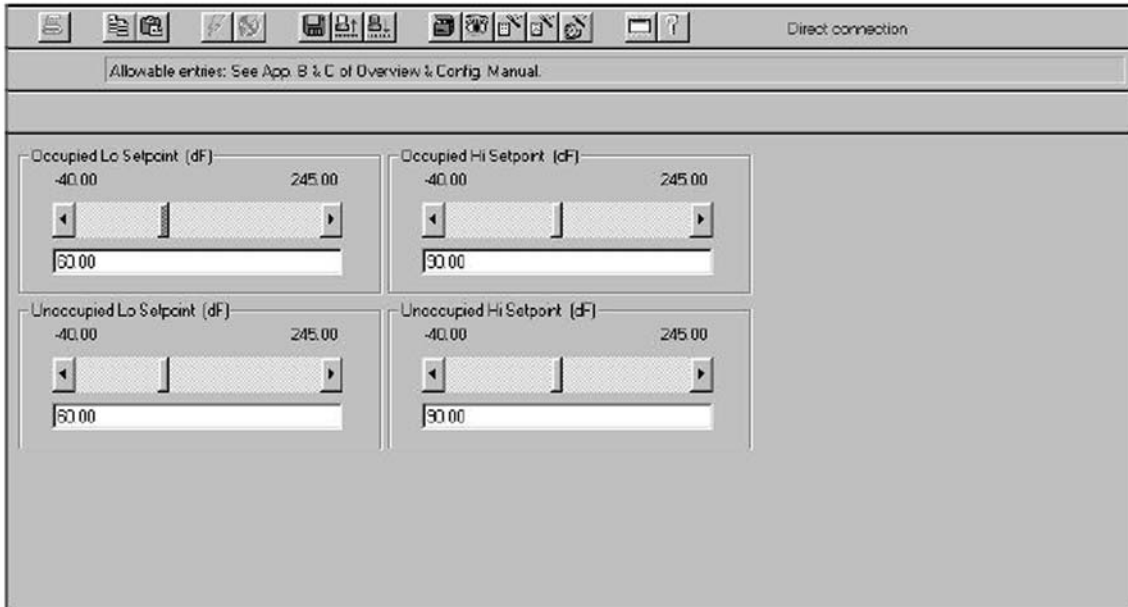 Direct connection
Allowable entries: See App. B & C of Overview & Config. Manual.
Occupied Lo Setpoint (dF)
-40.00 245.00
60.00
Occupied Hi Setpoint (dF)
-40.00 245.00
90.00
Unoccupied Lo Setpoint (dF)
-40.00 245.00
60.00
Unoccupied Hi Setpoint (dF)
-40.00 245.00
90.00